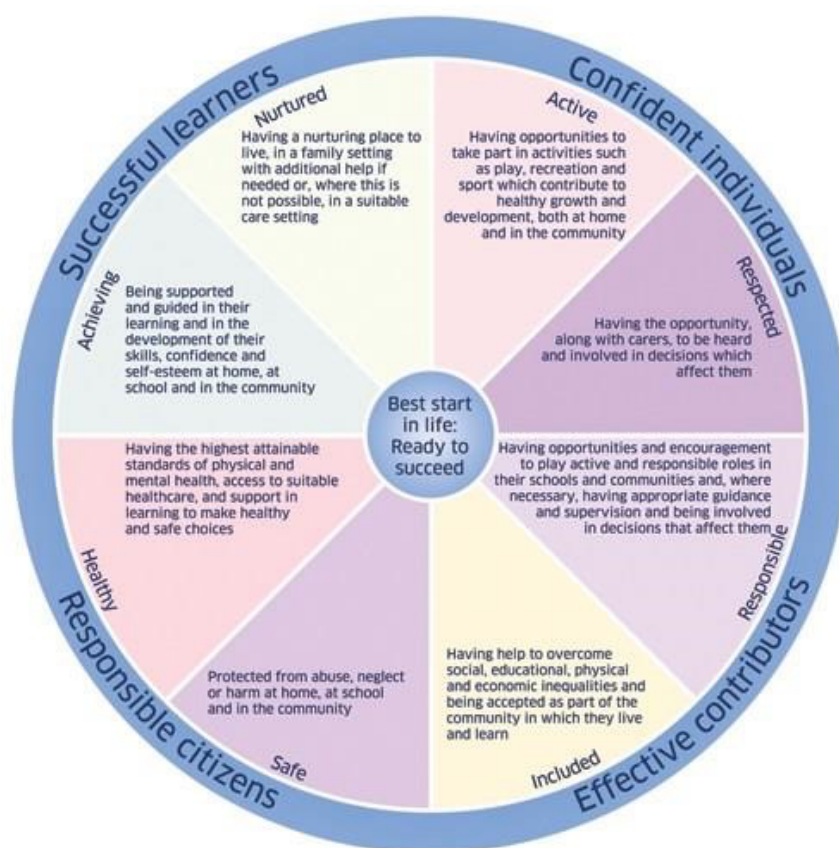 Successful learners
Confident individuals
Nurtured
Having a nurturing place to
live, in a family setting
with additional help if
needed or, where this is
not possible, in a suitable
care setting
Active
Having opportunities to
take part in activities such
as play, recreation and
sport which contribute to
healthy growth and
development, both at home
and in the community
Achieving
Being supported
and guided in their
learning and in the
development of their
skills, confidence and
self-esteem at home, at
school and in the community
Respected
Having the opportunity,
along with carers, to be heard
and involved in decisions which
affect them
Best start
in life:
Ready to
succeed
Healthy
Having the highest attainable
standards of physical and
mental health, access to suitable
healthcare, and support in
learning to make healthy
and safe choices
Responsible
Having opportunities and encouragement
to play active and responsible roles in
their schools and communities and, where
necessary, having appropriate guidance
and supervision and being involved
in decisions that affect them
Safe
Protected from abuse, neglect
or harm at home, at school
and in the community
Included
Having help to overcome
social, educational, physical
and economic inequalities and
being accepted as part of the
community in which they live
and learn
Responsible citizens
Effective contributors